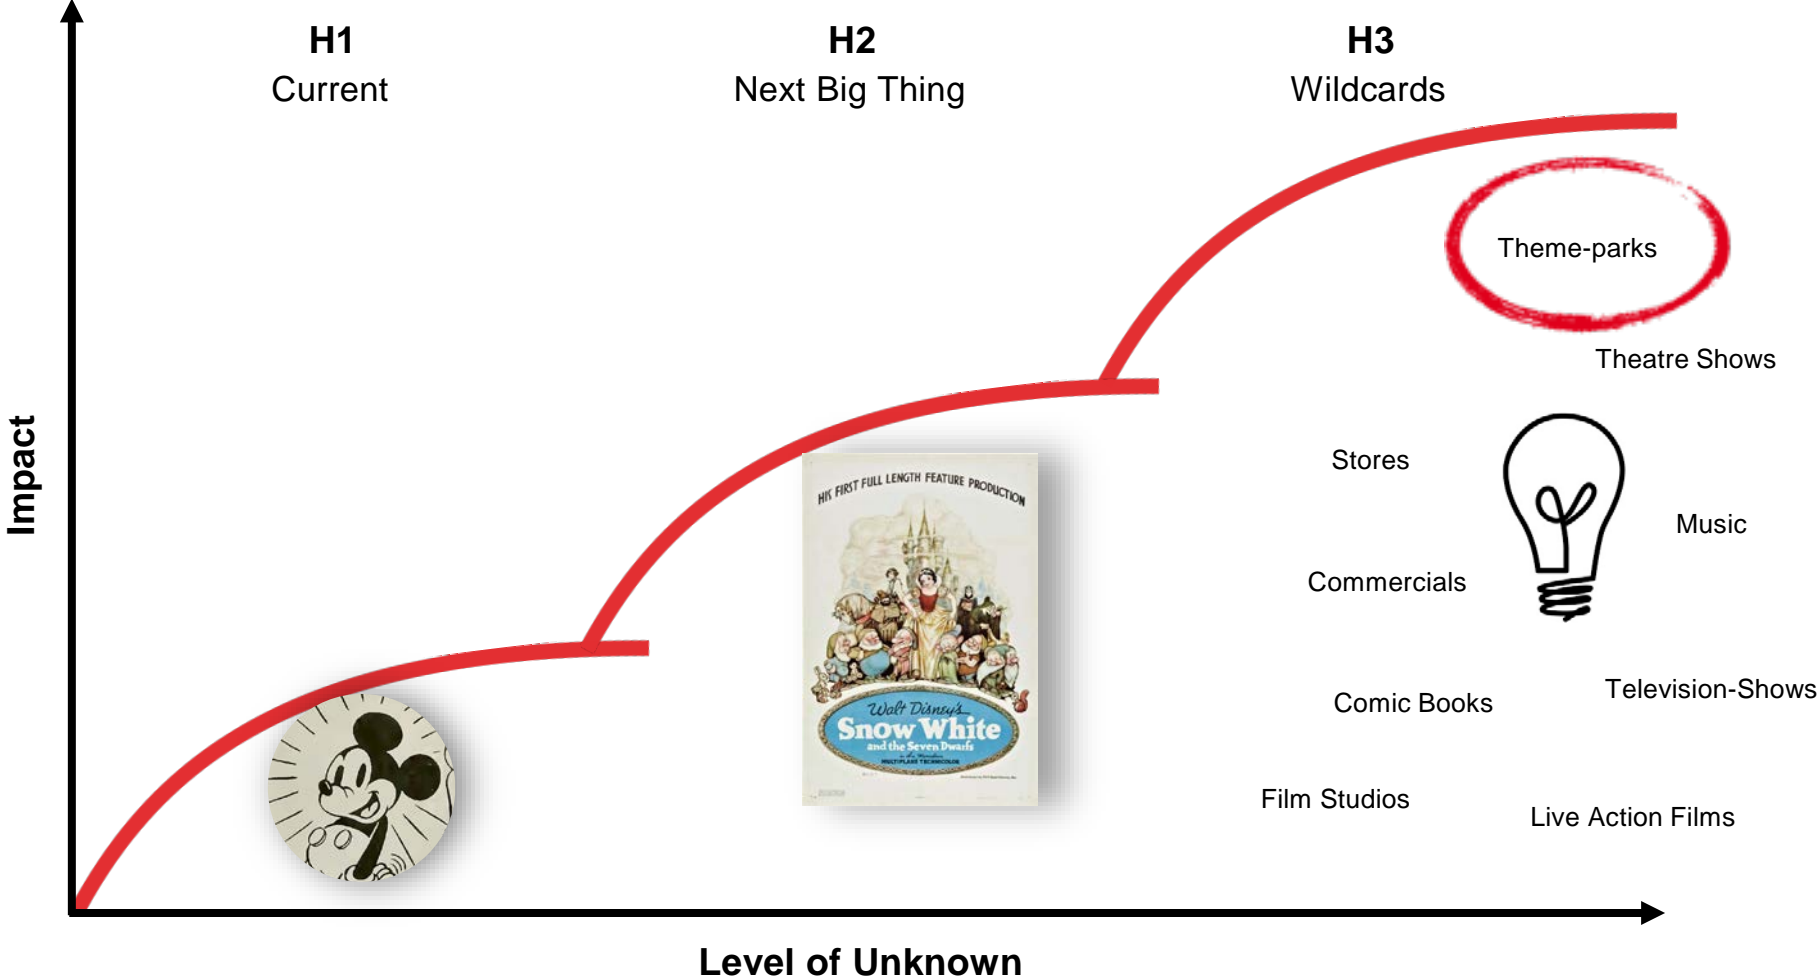 H1
Current
H2
Next Big Thing
H3
Wildcards
Theme-parks
Theatre Shows
Stores
Music
Commercials
Television-Shows
Comic Books
Film Studios
Live Action Films
Impact
HIS FIRST FULL LENGTH FEATURE PRODUCTION
Walt Disney's
Snow White
and the Seven Dwarfs
MULTIPLANE TECHNICOLOR
Level of Unknown